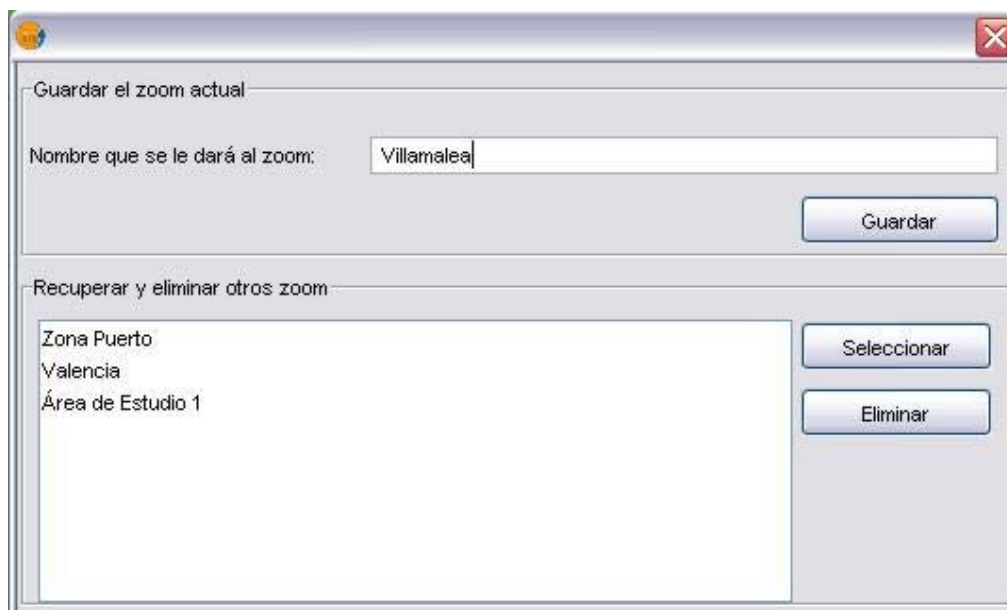 Guardar el zoom actual
Nombre que se le dará al zoom: Villamalea
Guardar
Recuperar y eliminar otros zoom
Zona Puerto
Valencia
Área de Estudio 1
Seleccionar
Eliminar